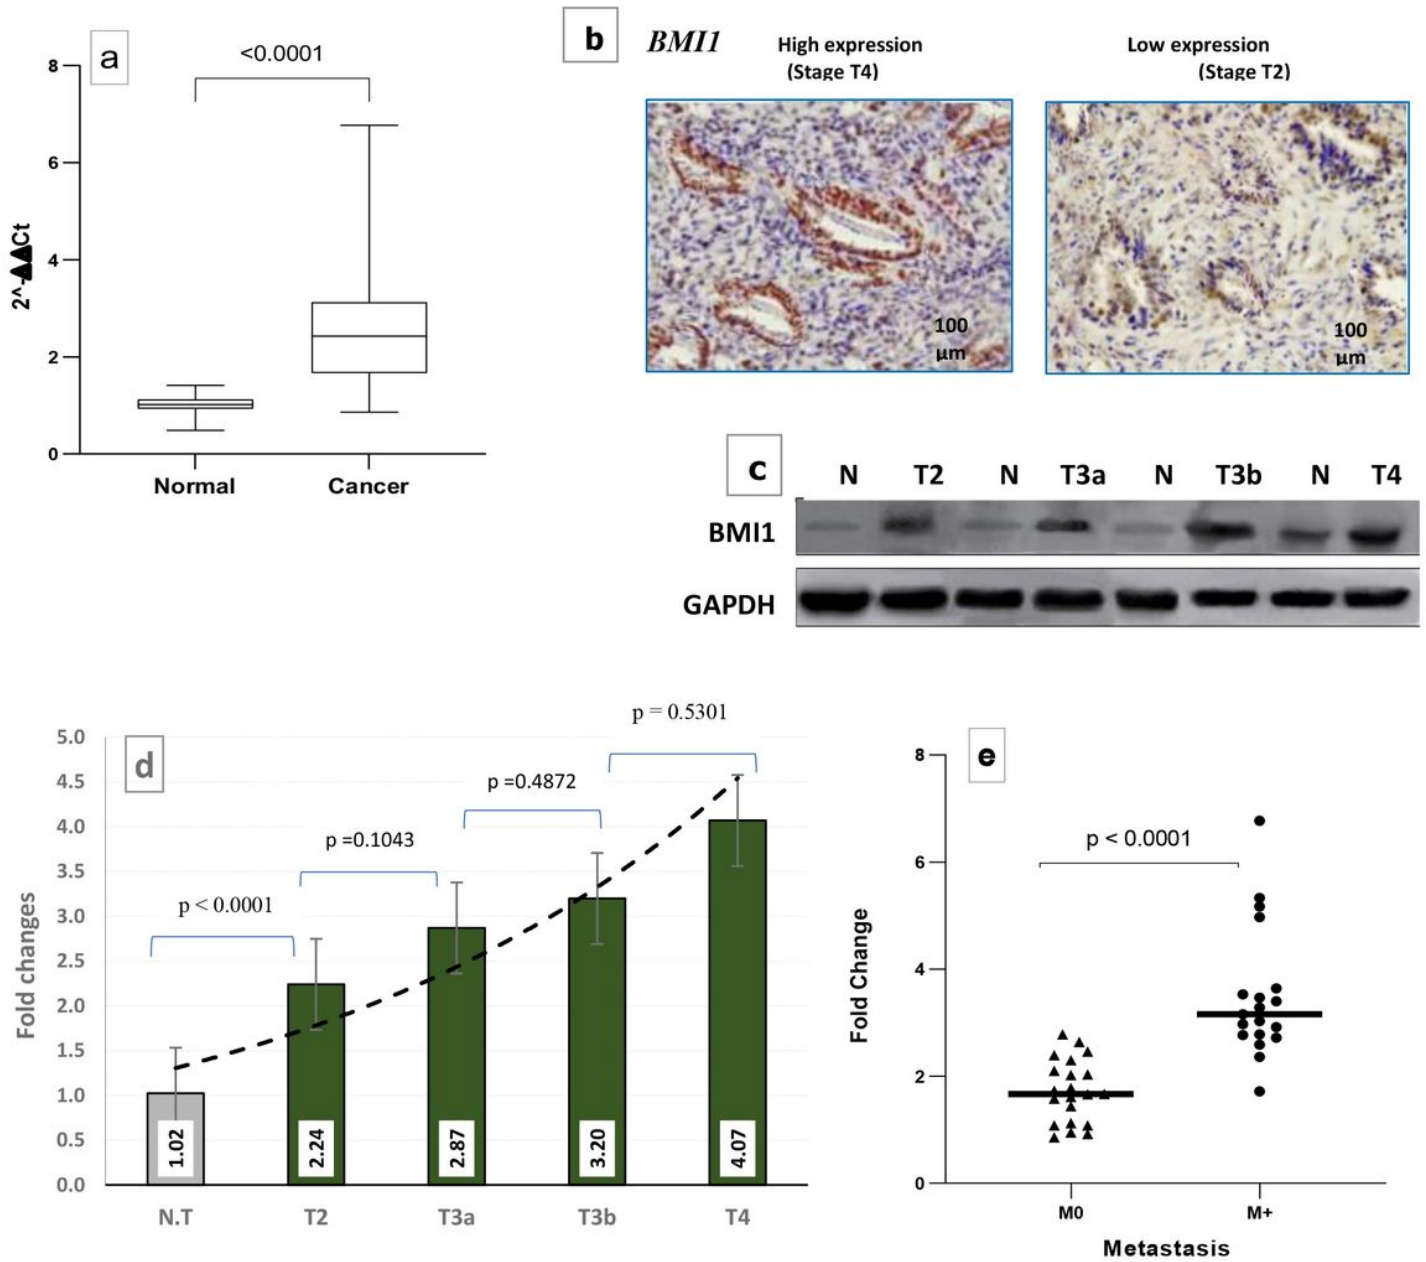 a
<0.0001
8
6
4
2
0
2^-▲▲Ct
Normal Cancer
b
BMI1
High expression
(Stage T4)
Low expression
(Stage T2)
100
µm
100
µm
c
N T2 N T3a N T3b N T4
BMI1
GAPDH
d
p = 0.5301
p =0.4872
p =0.1043
p < 0.0001
5.0
4.5
4.0
3.5
3.0
2.5
2.0
1.5
1.0
0.5
0.0
Fold changes
1.02
2.24
2.87
3.20
4.07
N.T T2 T3a T3b T4
e
p < 0.0001
8
6
4
2
0
Fold Change
M0 M+
Metastasis